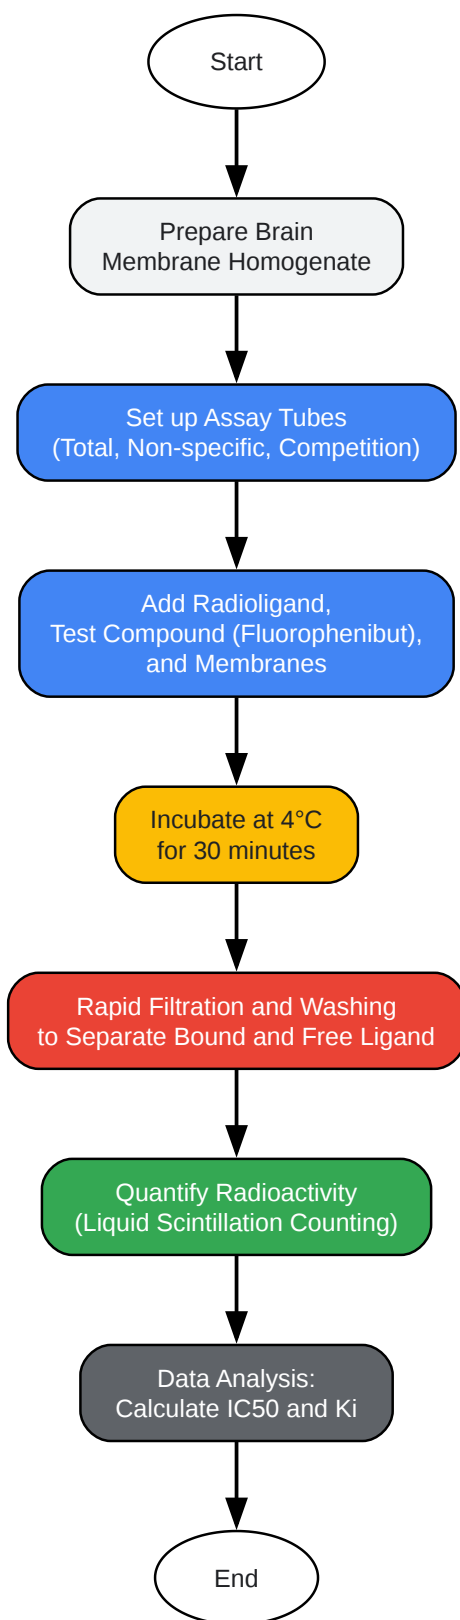 Start
Prepare Brain
Membrane Homogenate
Set up Assay Tubes
(Total, Non-specific, Competition)
Add Radioligand,
Test Compound (Fluorophenibut),
and Membranes
Incubate at 4°C
for 30 minutes
Rapid Filtration and Washing
to Separate Bound and Free Ligand
Quantify Radioactivity
(Liquid Scintillation Counting)
Data Analysis:
Calculate IC50 and Ki
End